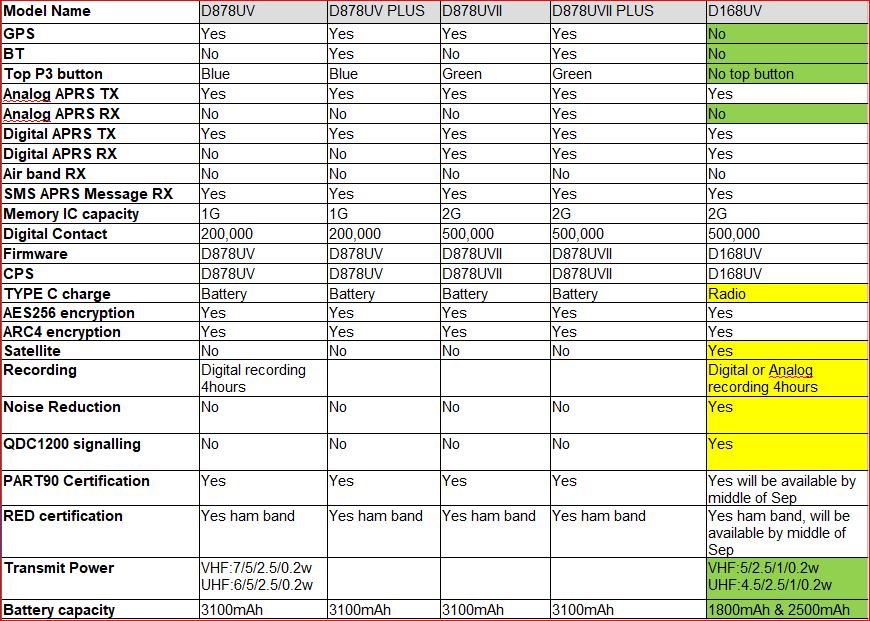 Model Name D878UV D878UV PLUS D878UVII D878UVII PLUS D168UV
GPS Yes Yes Yes Yes No
BT No Yes No Yes No
Top P3 button Blue Blue Green Green No top button
Analog APRS TX Yes Yes Yes Yes Yes
Analog APRS RX No No No Yes No
Digital APRS TX Yes Yes Yes Yes Yes
Digital APRS RX No No Yes Yes Yes
Air band RX No No No No No
SMS APRS Message RX Yes Yes Yes Yes Yes
Memory IC capacity 1G 1G 2G 2G 2G
Digital Contact 200,000 200,000 500,000 500,000 500,000
Firmware D878UV D878UV D878UVII D878UVII D168UV
CPS D878UV D878UV D878UVII D878UVII D168UV
TYPE C charge Battery Battery Battery Battery Radio
AES256 encryption Yes Yes Yes Yes Yes
ARC4 encryption Yes Yes Yes Yes Yes
Satellite No No No No Yes
Recording Digital recording Digital or Analog
4hours recording 4hours
Noise Reduction No No No No Yes
QDC1200 signalling No No No No Yes
PART90 Certification Yes Yes Yes Yes Yes will be available by
middle of Sep
RED certification Yes ham band Yes ham band Yes ham band Yes ham band Yes ham band, will be
available by middle of
Sep
Transmit Power VHF:7/5/2.5/0.2w VHF:5/2.5/1/0.2w
UHF:6/5/2.5/0.2w UHF:4.5/2.5/1/0.2w
Battery capacity 3100mAh 3100mAh 3100mAh 3100mAh 1800mAh & 2500mAh